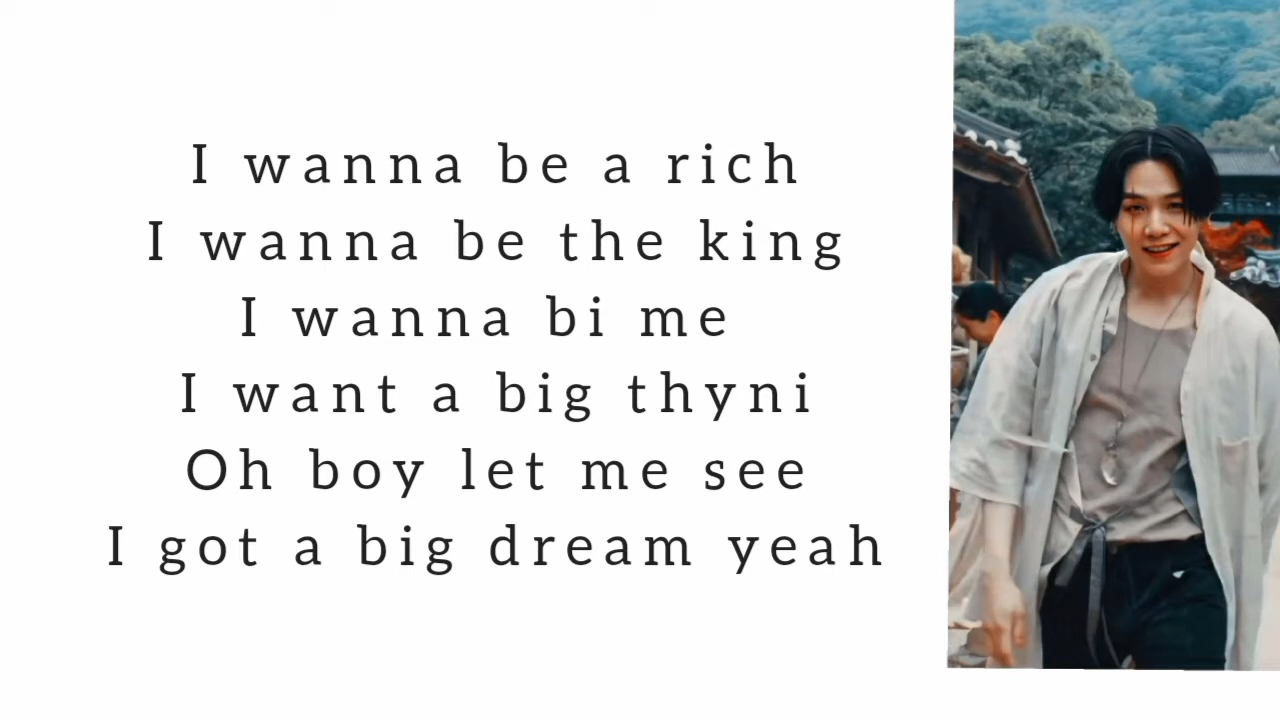 I wanna be a rich
I wanna be the king
I wanna bi me
I want a big thyni
Oh boy let me see
I got a big dream yeah